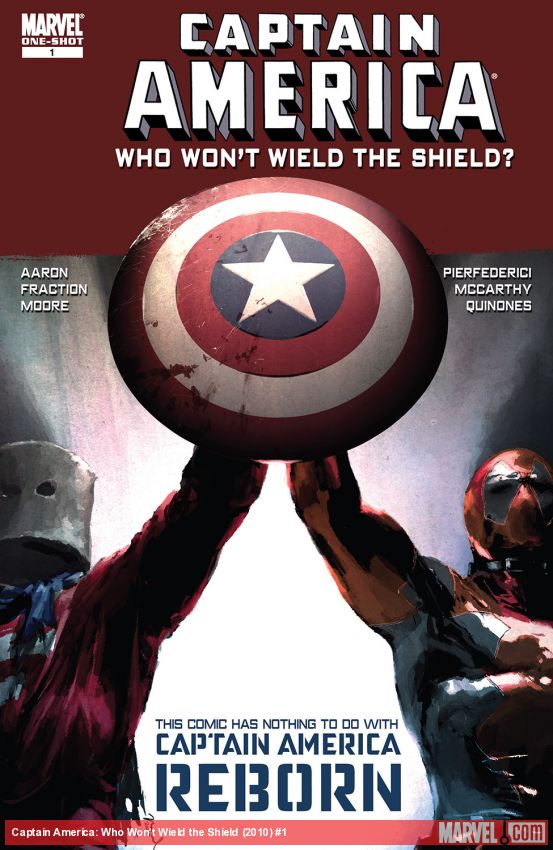 MARVEL®
ONE-SHOT
1
CAPTAIN
AMERICA®
WHO WON'T WIELD THE SHIELD?
AARON
FRACTION
MOORE
PIERFEDERICI
MCCARTHY
QUINONES
THIS COMIC HAS NOTHING TO DO WITH
CAPTAIN AMERICA
REBORN
Captain America: Who Won't Wield the Shield (2010) #1
MARVEL.COM